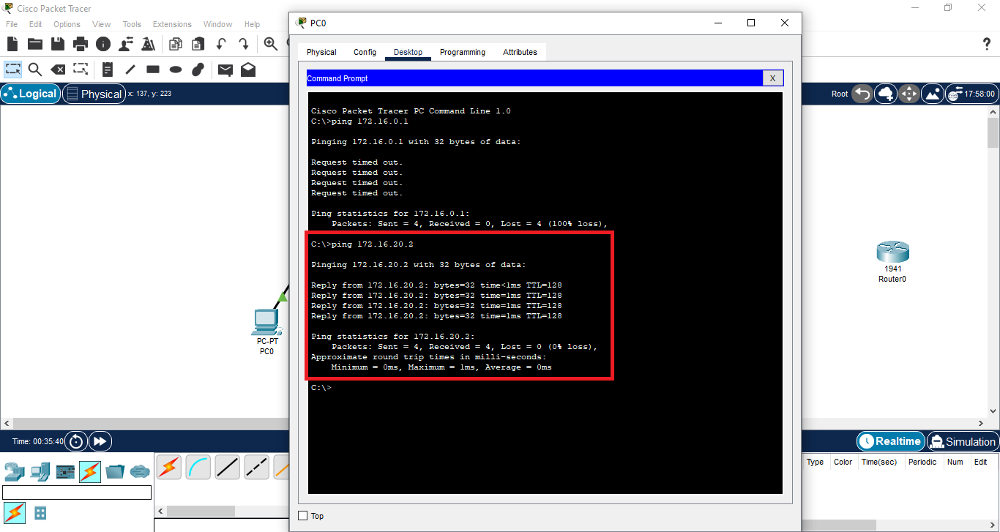 Cisco Packet Tracer
File Edit Options View Tools Extensions Window Help
Logical
Physical
x: 137, y: 223
Root
17:58:00
PC0
Physical Config Desktop Programming Attributes
Command Prompt
X
Cisco Packet Tracer PC Command Line 1.0
C:\>ping 172.16.0.1
Pinging 172.16.0.1 with 32 bytes of data:
Request timed out.
Request timed out.
Request timed out.
Request timed out.
Ping statistics for 172.16.0.1:
Packets: Sent = 4, Received = 0, Lost = 4 (100% loss),
C:\>ping 172.16.20.2
Pinging 172.16.20.2 with 32 bytes of data:
Reply from 172.16.20.2: bytes=32 time<1ms TTL=128
Reply from 172.16.20.2: bytes=32 time=1ms TTL=128
Reply from 172.16.20.2: bytes=32 time=1ms TTL=128
Reply from 172.16.20.2: bytes=32 time=1ms TTL=128
Ping statistics for 172.16.20.2:
Packets: Sent = 4, Received = 4, Lost = 0 (0% loss),
Approximate round trip times in milli-seconds:
Minimum = 0ms, Maximum = 1ms, Average = 0ms
C:\>
Top
PC-PT
PC0
1941
Router0
Time: 00:35:40
Realtime
Simulation
Type Color Time(sec) Periodic Num Edit